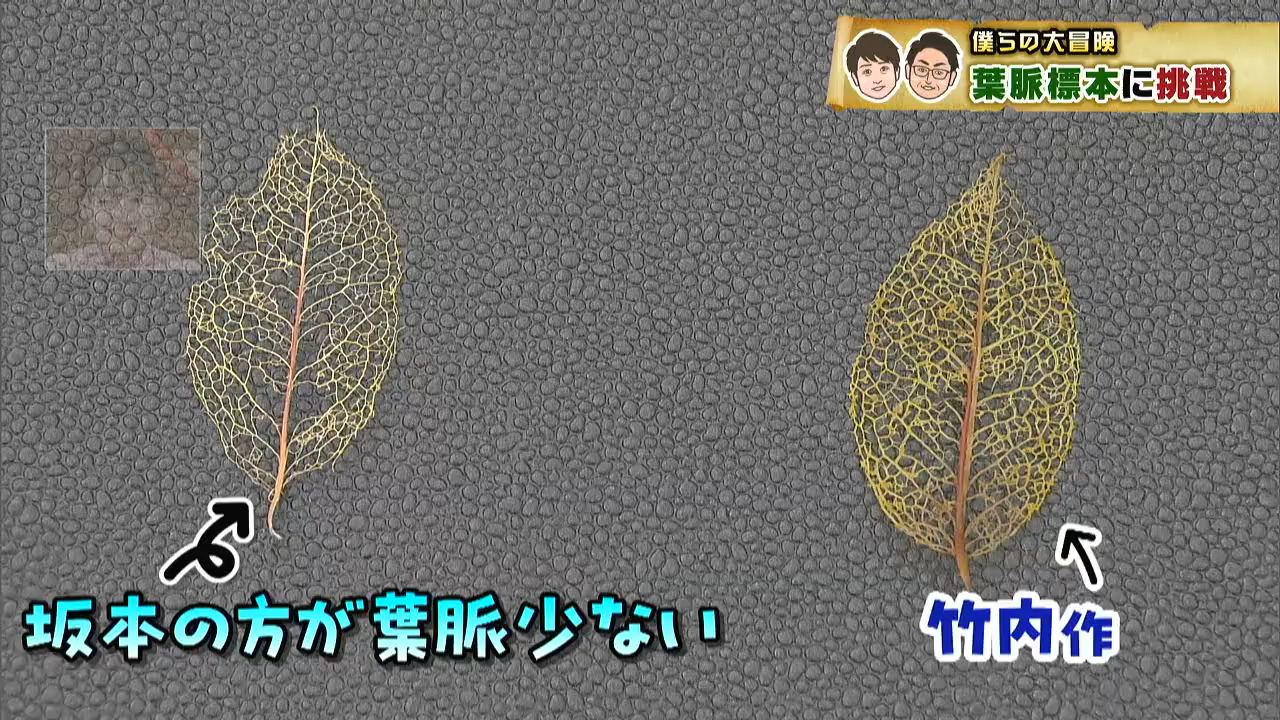 僕らの大冒険
葉脈標本に挑戦
坂本の方が葉脈少ない
竹内作